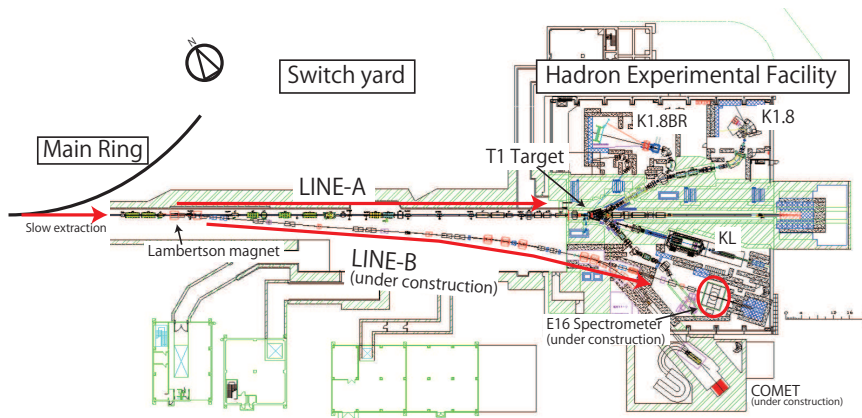 N
Switch yard
Hadron Experimental Facility
K1.8BR
K1.8
Main Ring
T1 Target
LINE-A
Slow extraction
Lambertson magnet
KL
LINE-B
(under construction)
E16 Spectrometer
(under construction)
COMET
(under construction)